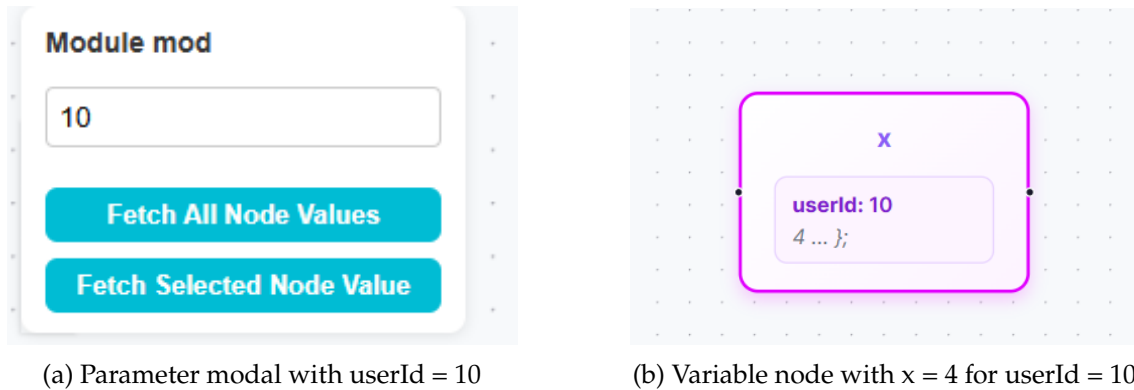 Module mod
10
Fetch All Node Values
Fetch Selected Node Value
(a) Parameter modal with userId = 10
x
userId: 10
4 ... };
(b) Variable node with x = 4 for userId = 10